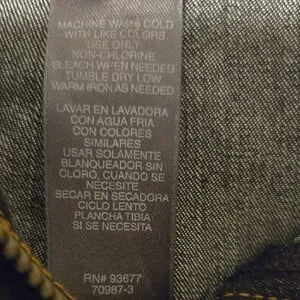 MACHINE WASH COLD
WITH LIKE COLORS
USE ONLY
NON-CHLORINE
BLEACH WHEN NEEDED
TUMBLE DRY LOW
WARM IRON AS NEEDED
LAVAR EN LAVADORA
CON AGUA FRIA
CON COLORES
SIMILARES
USAR SOLAMENTE
BLANQUEADOR SIN
CLORO, CUANDO SE
NECESITE
SECAR EN SECADORA
CICLO LENTO
PLANCHA TIBIA
SI SE NECESITA
RN# 93677
70987-3